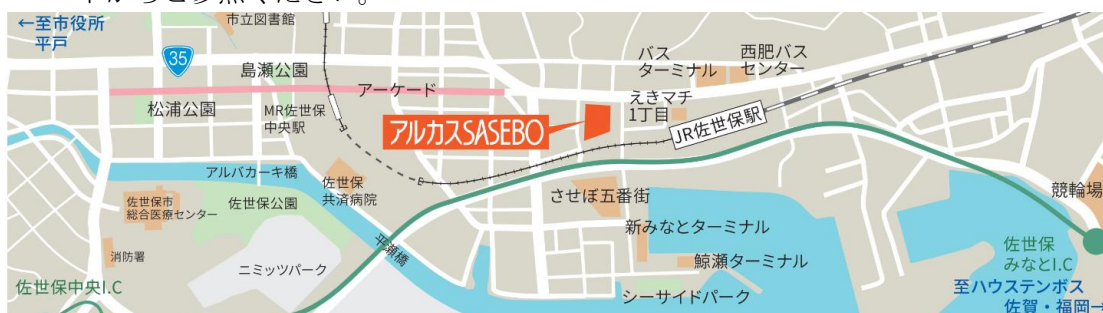 からご参照ください。
←至市役所
平戸
市立図書館
35
島瀬公園
アーケード
松浦公園
MR佐世保
中央駅
アルカスSASEBO
バス
ターミナル
西肥バス
センター
えきマチ
1丁目
JR佐世保駅
アルバカーキ橋
佐世保
共済病院
佐世保市
総合医療センター
佐世保公園
させぼ五番街
競輪場
新みなとターミナル
平瀬橋
消防署
ニミッツパーク
鯨瀬ターミナル
佐世保
みなとI.C
佐世保中央I.C
シーサイドパーク
至ハウステンボス
佐賀・福岡→